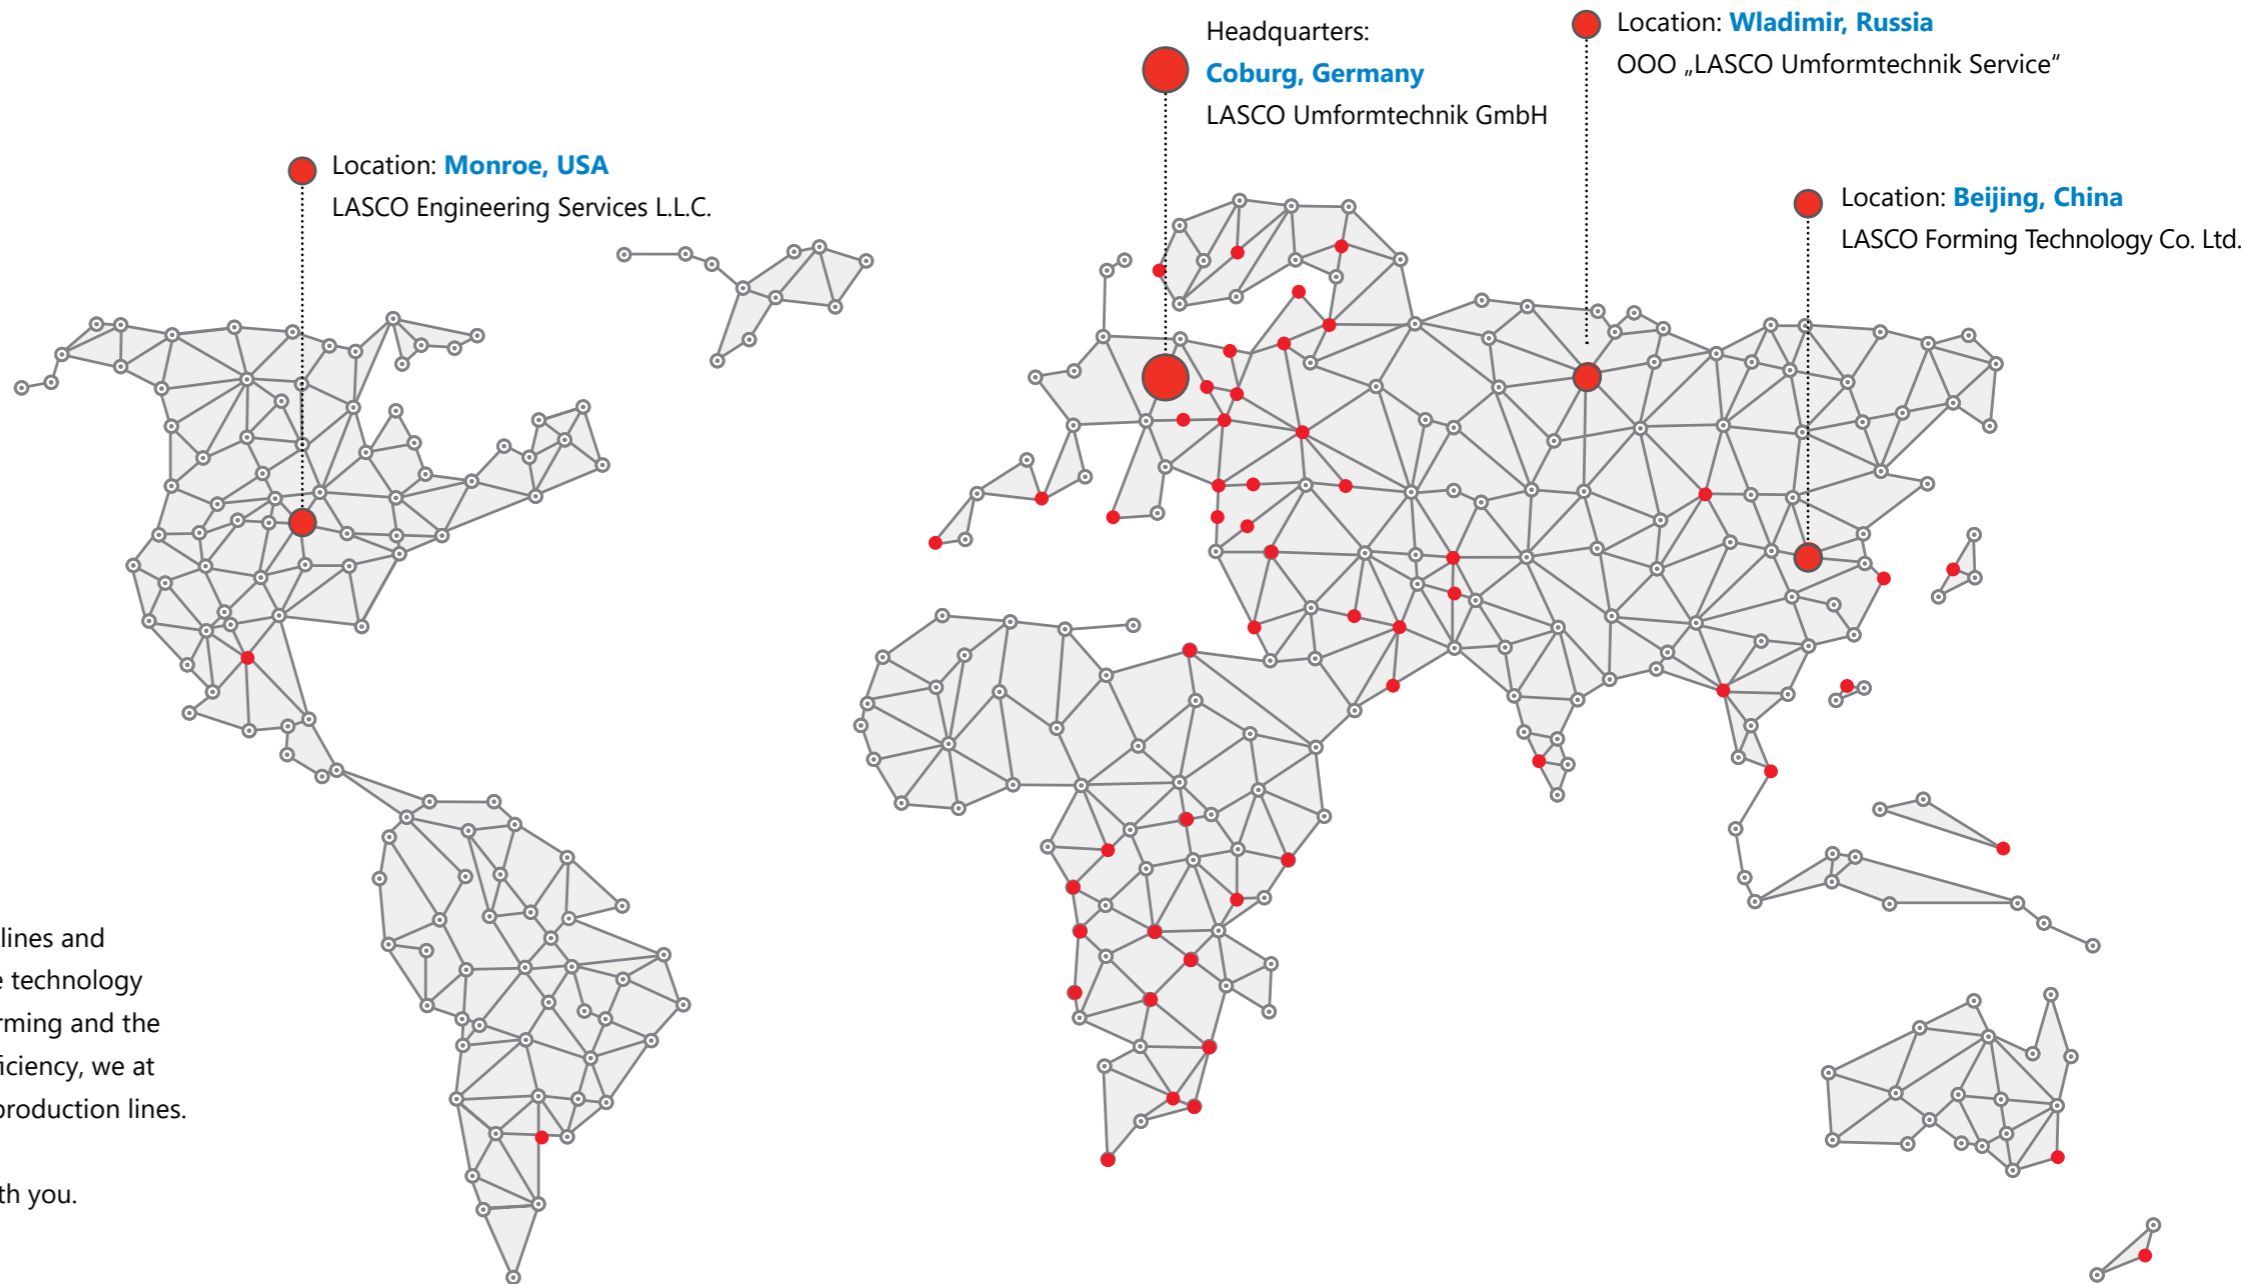 Headquarters:
Coburg, Germany
LASCO Umformtechnik GmbH
Location: Wladimir, Russia
OOO „LASCO Umformtechnik Service“
Location: Monroe, USA
LASCO Engineering Services L.L.C.
Location: Beijing, China
LASCO Forming Technology Co. Ltd.
lines and
technology
rming and the
ficiency, we at
production lines.
th you.